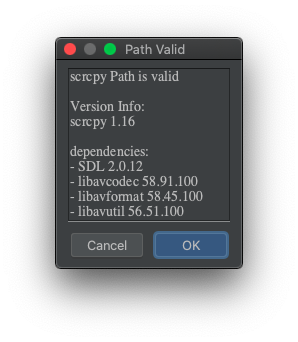 Path Valid
scrcpy Path is valid
Version Info:
scrcpy 1.16
dependencies:
- SDL 2.0.12
- libavcodec 58.91.100
- libavformat 58.45.100
- libavutil 56.51.100
Cancel OK